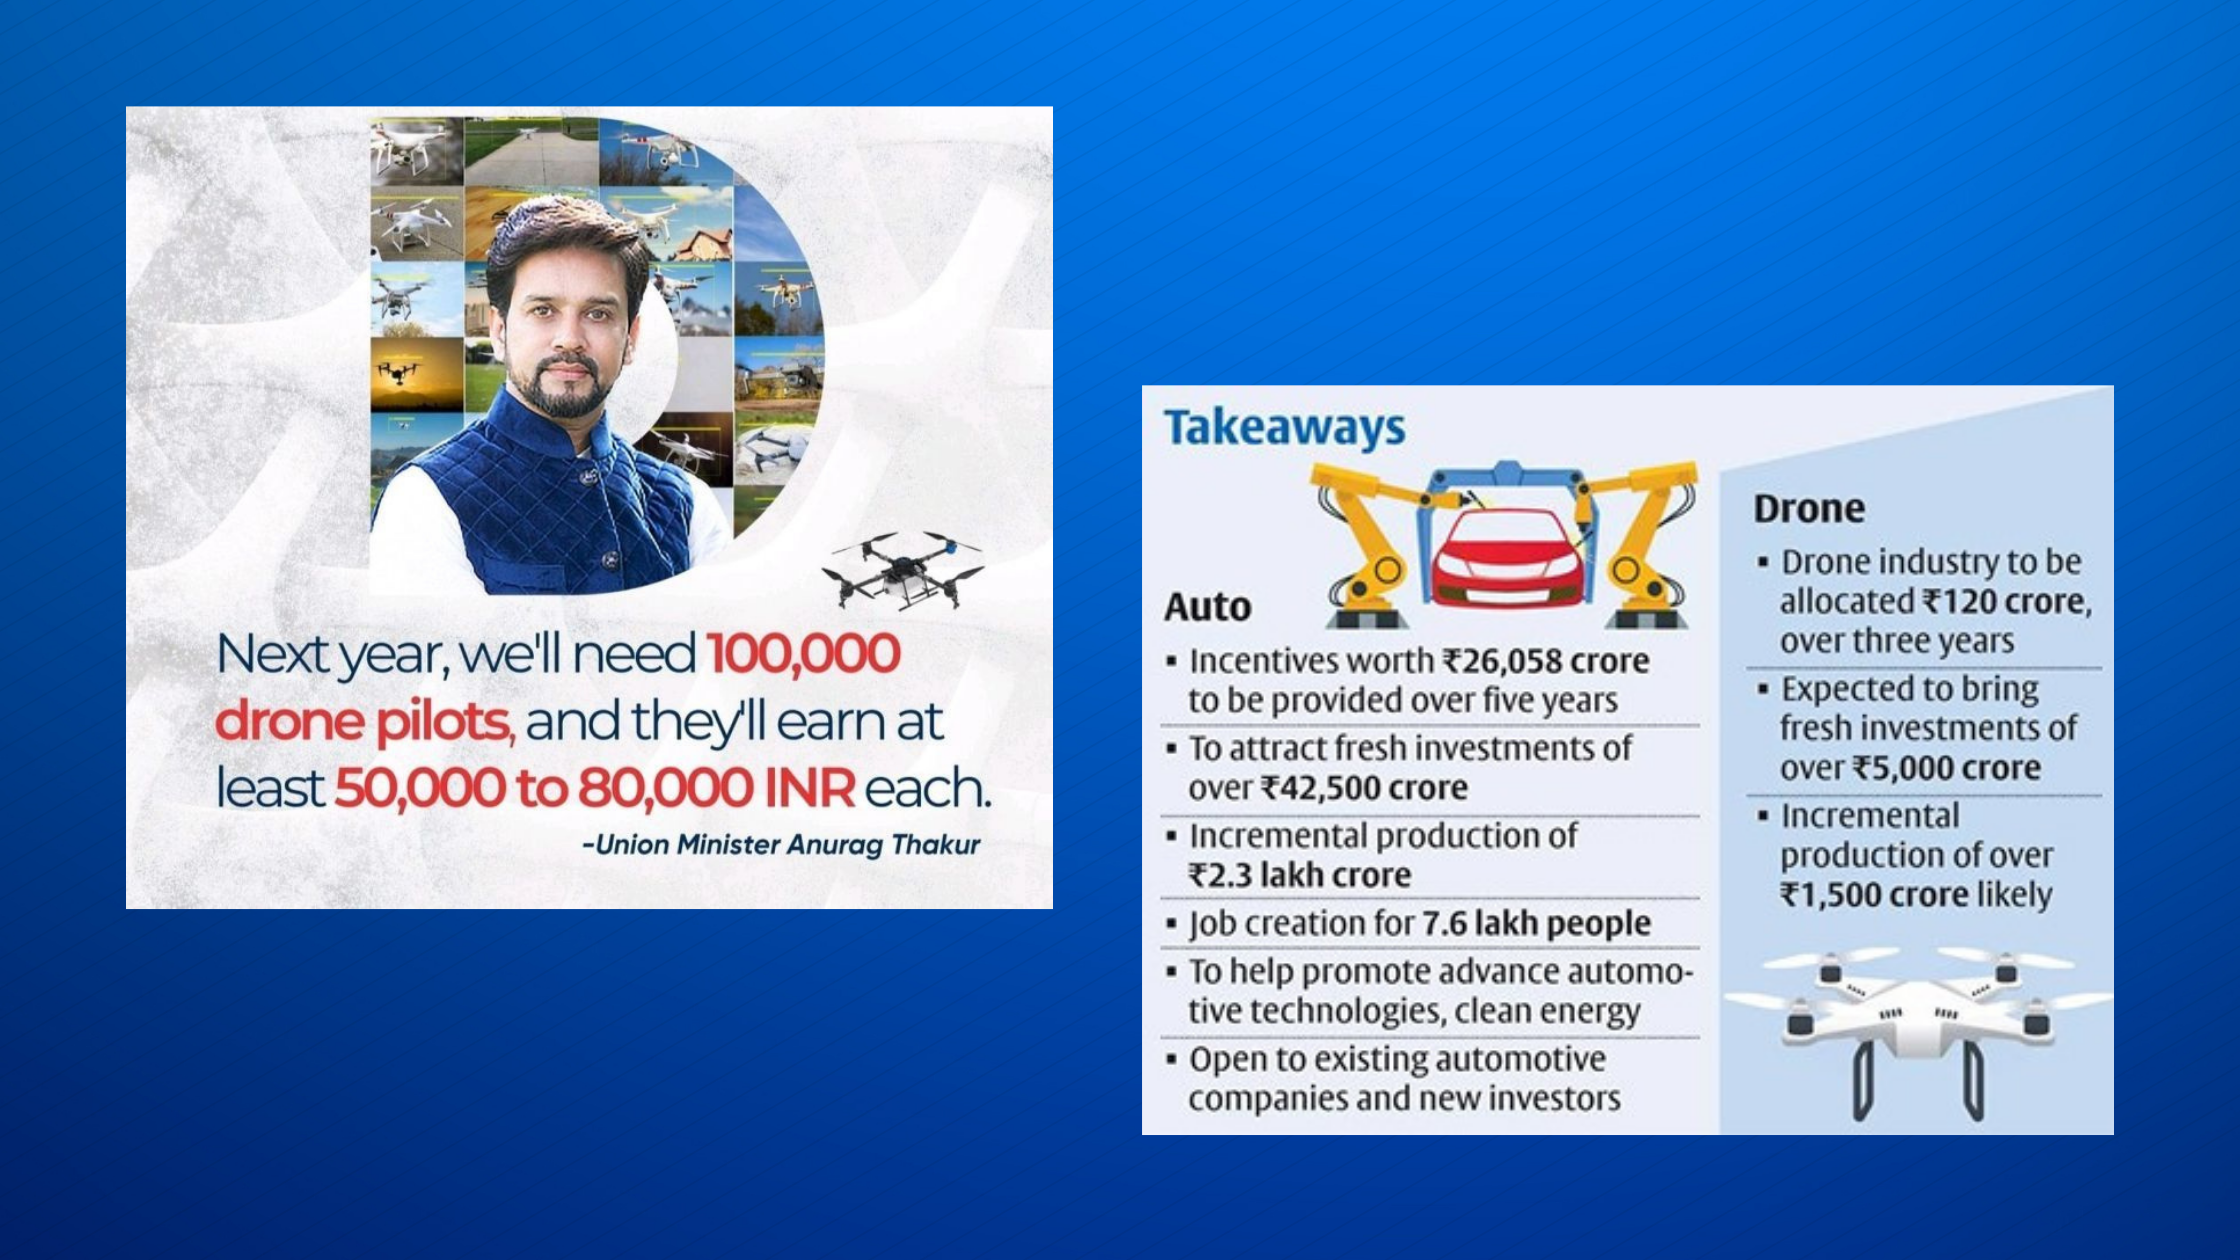 Next year, we'll need 100,000
drone pilots, and they'll earn at
least 50,000 to 80,000 INR each.
-Union Minister Anurag Thakur
Takeaways
Auto
▪ Incentives worth ₹26,058 crore
to be provided over five years
▪ To attract fresh investments of
over ₹42,500 crore
▪ Incremental production of
₹2.3 lakh crore
▪ Job creation for 7.6 lakh people
▪ To help promote advance automo-
tive technologies, clean energy
▪ Open to existing automotive
companies and new investors
Drone
▪ Drone industry to be
allocated ₹120 crore,
over three years
▪ Expected to bring
fresh investments of
over ₹5,000 crore
▪ Incremental
production of over
₹1,500 crore likely